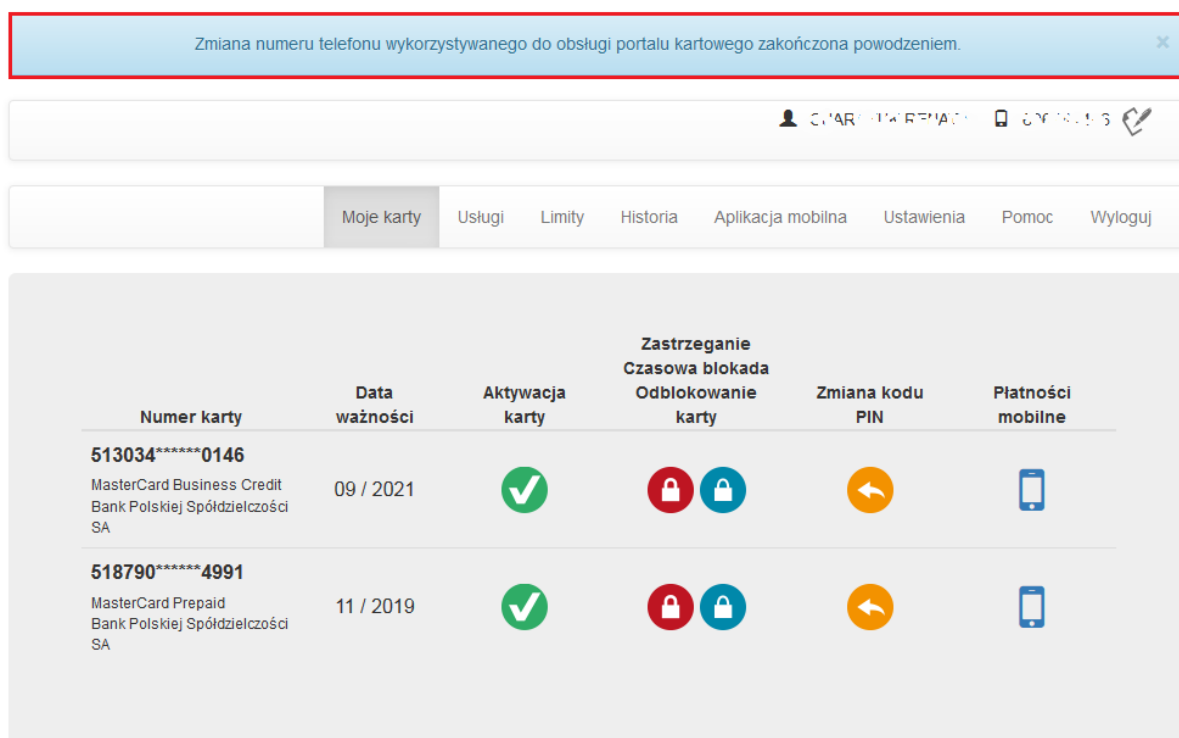 Zmiana numeru telefonu wykorzystywanego do obsługi portalu kartowego zakończona powodzeniem. ×
Moje karty Usługi Limity Historia Aplikacja mobilna Ustawienia Pomoc Wyloguj
Numer karty
Data
ważności
Aktywacja
karty
Zastrzeganie
Czasowa blokada
Odblokowanie
karty
Zmiana kodu
PIN
Płatności
mobilne
513034******0146
MasterCard Business Credit
Bank Polskiej Spółdzielczości
SA
09 / 2021
518790******4991
MasterCard Prepaid
Bank Polskiej Spółdzielczości
SA
11 / 2019